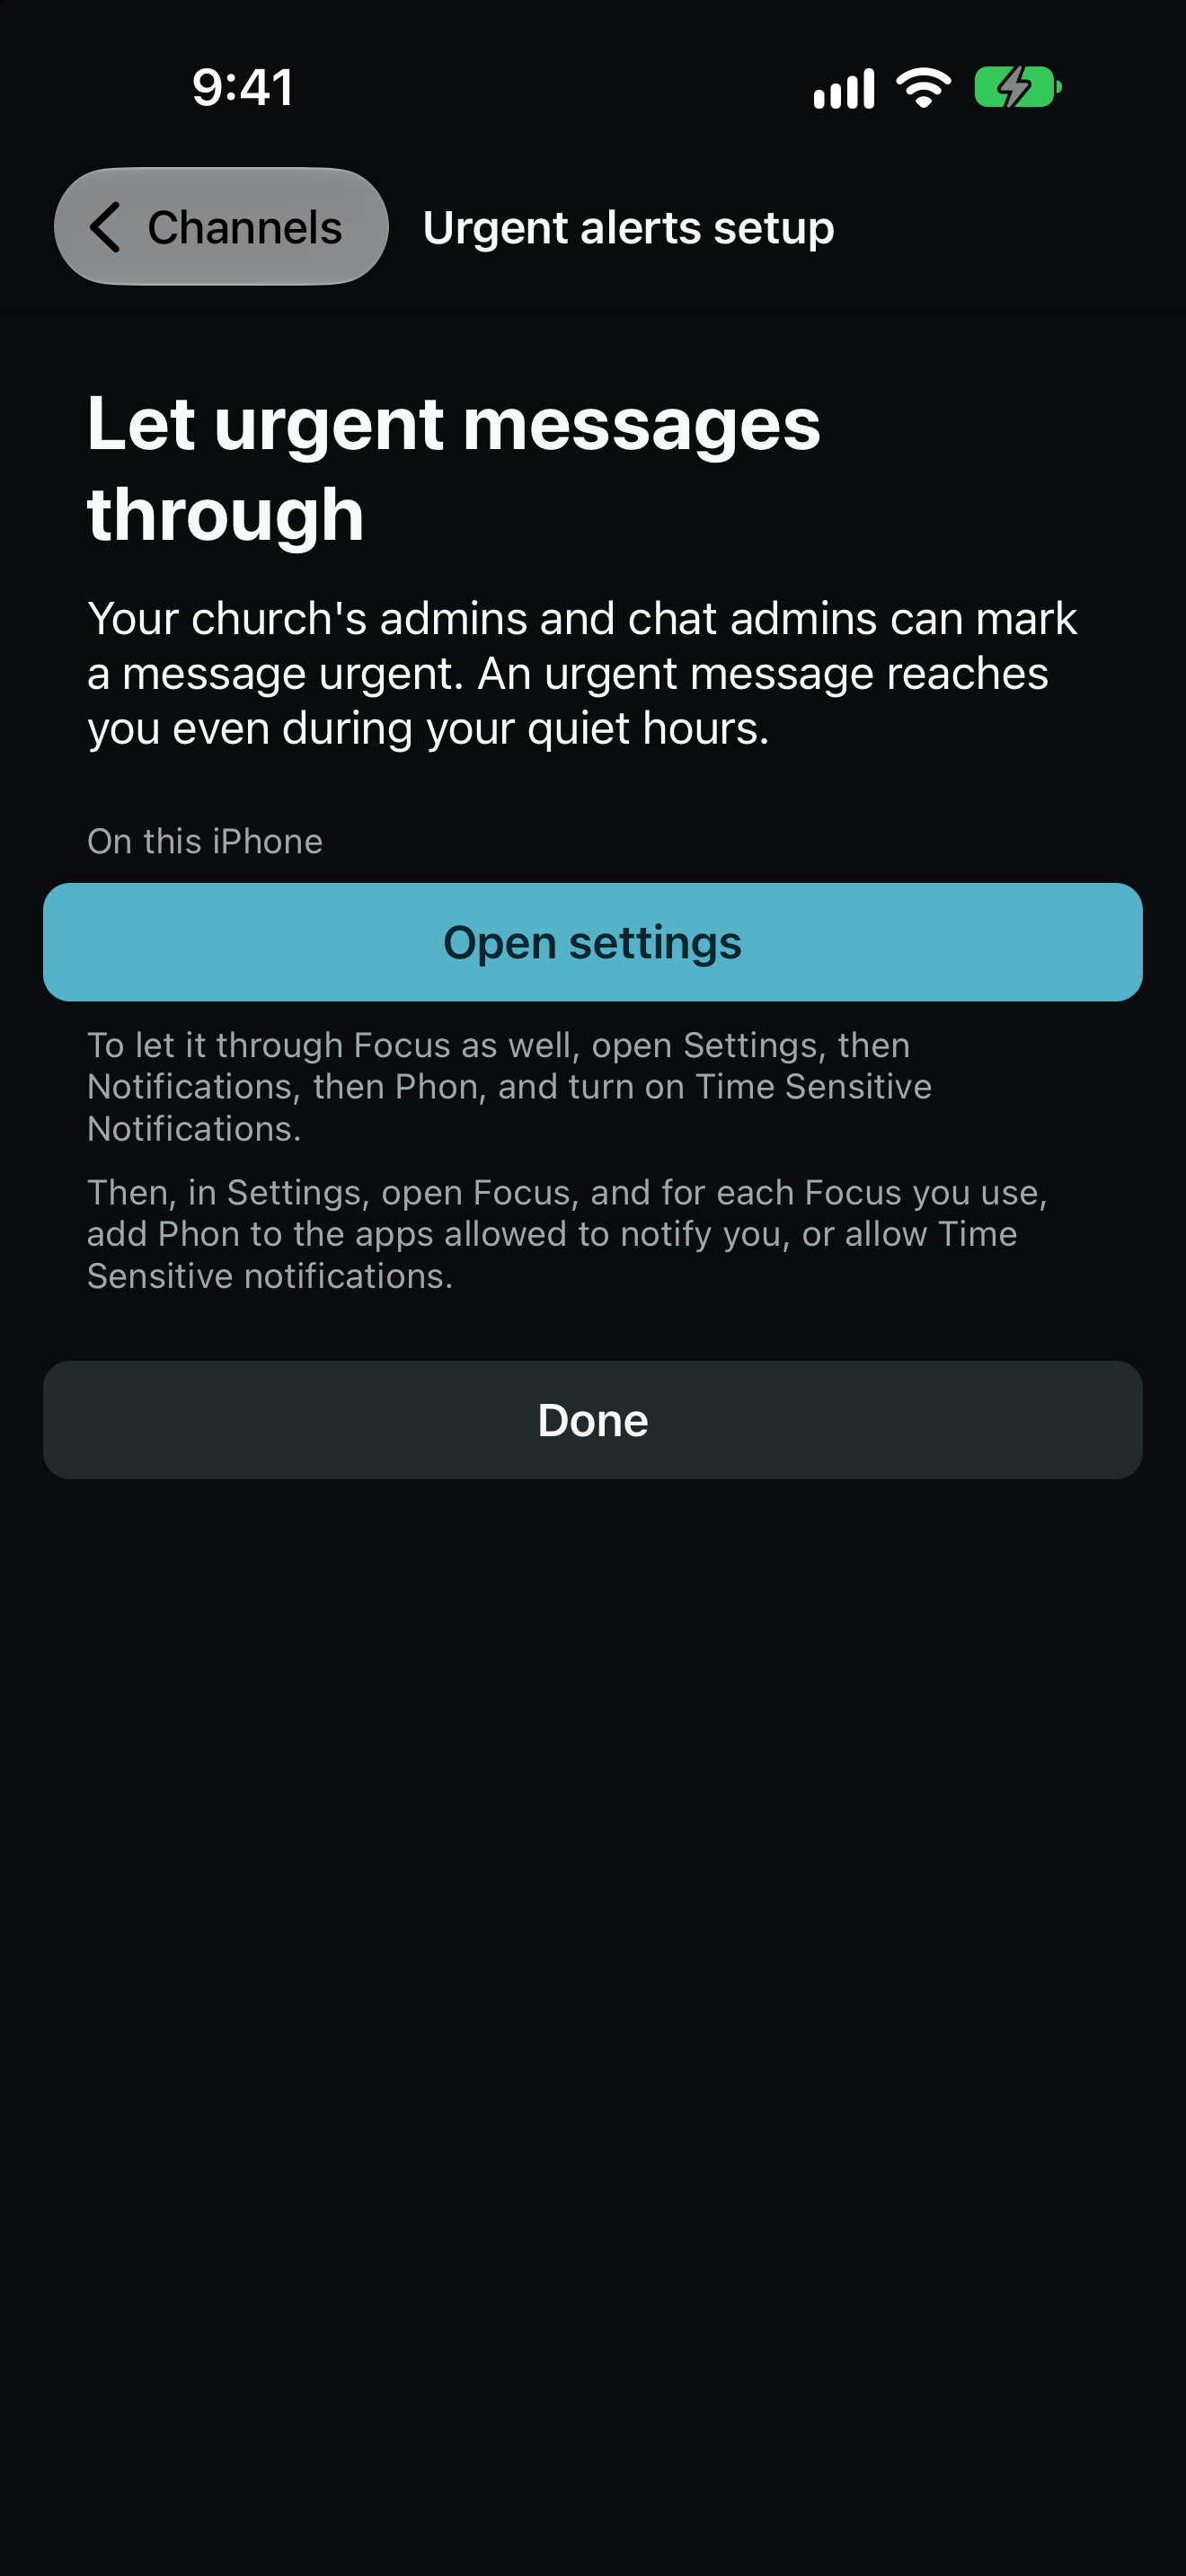 9:41
Channels
Urgent alerts setup
Let urgent messages
through
Your church's admins and chat admins can mark
a message urgent. An urgent message reaches
you even during your quiet hours.
On this iPhone
Open settings
To let it through Focus as well, open Settings, then
Notifications, then Phon, and turn on Time Sensitive
Notifications.
Then, in Settings, open Focus, and for each Focus you use,
add Phon to the apps allowed to notify you, or allow Time
Sensitive notifications.
Done